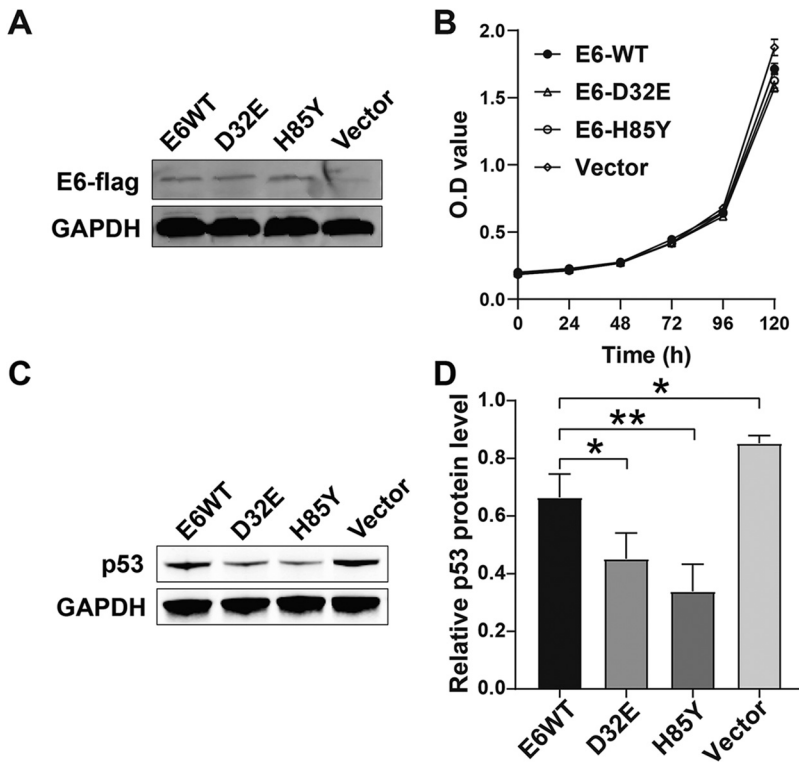 A
E6WT D32E H85Y Vector
E6-flag
GAPDH
B
O.D value
2.0
1.5
1.0
0.5
0.0
E6-WT
E6-D32E
E6-H85Y
Vector
0 24 48 72 96 120
Time (h)
C
E6WT D32E H85Y Vector
p53
GAPDH
D
Relative p53 protein level
1.0
0.8
0.6
0.4
0.2
0.0
*
**
*
E6WT D32E H85Y Vector